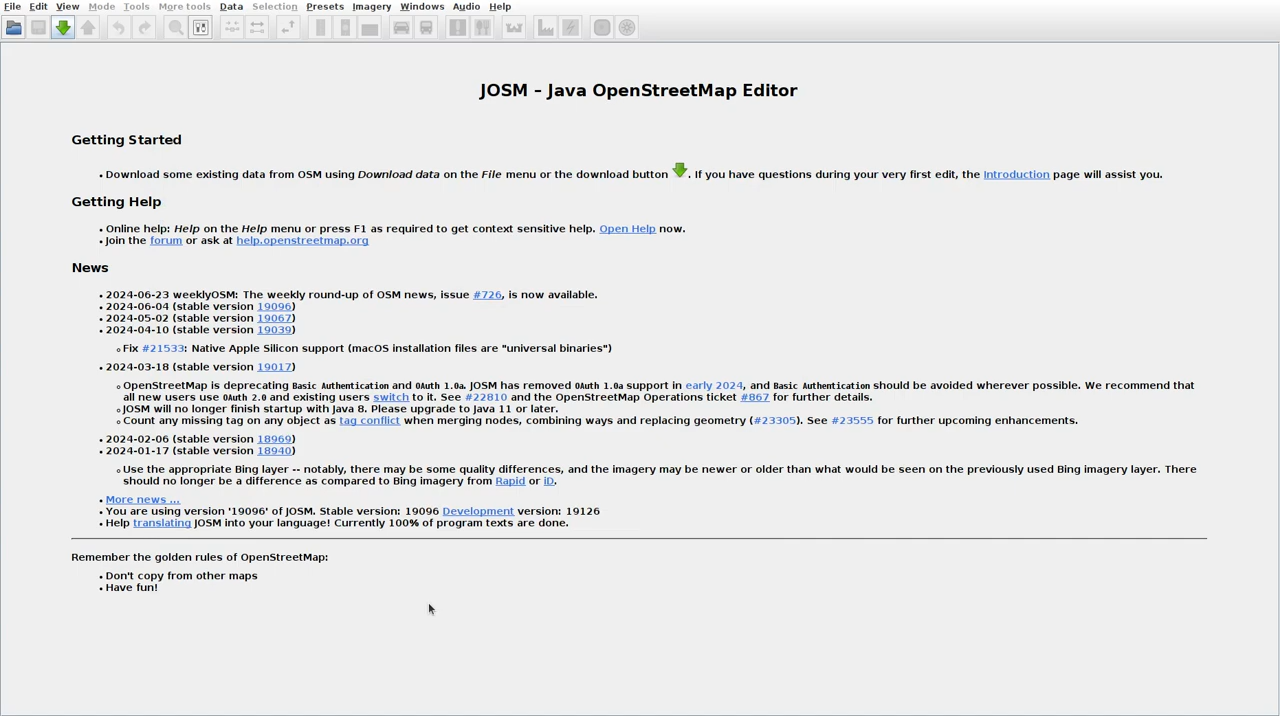 File Edit View Mode Tools More tools Data Selection Presets Imagery Windows Audio Help
JOSM – Java OpenStreetMap Editor
Getting Started
Download some existing data from OSM using Download data on the File menu or the download button . If you have questions during your very first edit, the Introduction page will assist you.
Getting Help
Online help: Help on the Help menu or press F1 as required to get context sensitive help. Open Help now.
Join the forum or ask at help.openstreetmap.org
News
2024-06-23 weeklyOSM: The weekly round-up of OSM news, issue #726, is now available.
2024-06-04 (stable version 19096)
2024-05-02 (stable version 19067)
2024-04-10 (stable version 19039)
Fix #21533: Native Apple Silicon support (macOS installation files are "universal binaries")
2024-03-18 (stable version 19017)
OpenStreetMap is deprecating Basic Authentication and OAuth 1.0a. JOSM has removed OAuth 1.0a support in early 2024, and Basic Authentication should be avoided wherever possible. We recommend that
all new users use OAuth 2.0 and existing users switch to it. See #22810 and the OpenStreetMap Operations ticket #867 for further details.
JOSM will no longer finish startup with Java 8. Please upgrade to Java 11 or later.
Count any missing tag on any object as tag conflict when merging nodes, combining ways and replacing geometry (#23305). See #23555 for further upcoming enhancements.
2024-02-06 (stable version 18969)
2024-01-17 (stable version 18940)
Use the appropriate Bing layer -- notably, there may be some quality differences, and the imagery may be newer or older than what would be seen on the previously used Bing imagery layer. There
should no longer be a difference as compared to Bing imagery from Rapid or iD.
More news ...
You are using version '19096' of JOSM. Stable version: 19096 Development version: 19126
Help translating JOSM into your language! Currently 100% of program texts are done.
Remember the golden rules of OpenStreetMap:
Don't copy from other maps
Have fun!